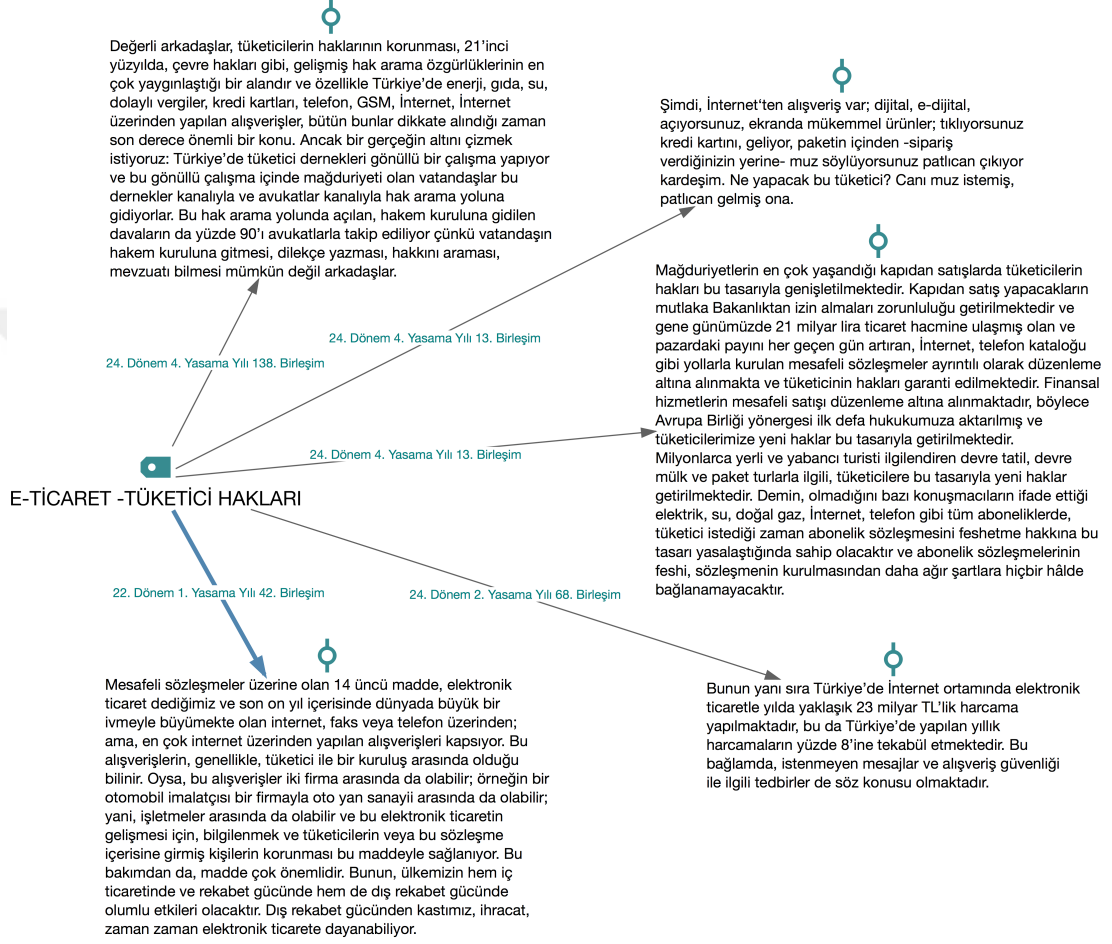 Değerli arkadaşlar, tüketicilerin haklarının korunması, 21’inci
yüzyılda, çevre hakları gibi, gelişmiş hak arama özgürlüklerinin en
çok yaygınlaştığı bir alandır ve özellikle Türkiye’de enerji, gıda, su,
dolaylı vergiler, kredi kartları, telefon, GSM, İnternet, İnternet
üzerinden yapılan alışverişler, bütün bunlar dikkate alındığı zaman
son derece önemli bir konu. Ancak bir gerçeğin altını çizmek
istiyoruz: Türkiye’de tüketici dernekleri gönüllü bir çalışma yapıyor
ve bu gönüllü çalışma içinde mağduriyeti olan vatandaşlar bu
dernekler kanalıyla ve avukatlar kanalıyla hak arama yoluna
gidiyorlar. Bu hak arama yolunda açılan, hakem kuruluna gidilen
davaların da yüzde 90’ı avukatlarla takip ediliyor çünkü vatandaşın
hakem kuruluna gitmesi, dilekçe yazması, hakkını araması,
mevzuatı bilmesi mümkün değil arkadaşlar.
Şimdi, İnternet‘ten alışveriş var; dijital, e-dijital,
açıyorsunuz, ekranda mükemmel ürünler; tıklıyorsunuz
kredi kartını, geliyor, paketin içinden -sipariş
verdiğinizin yerine- muz söylüyorsunuz patlıcan çıkıyor
kardeşim. Ne yapacak bu tüketici? Canı muz istemiş,
patlıcan gelmiş ona.
Mağduriyetlerin en çok yaşandığı kapıdan satışlarda tüketicilerin
hakları bu tasarıyla genişletilmektedir. Kapıdan satış yapacakların
mutlaka Bakanlıktan izin almaları zorunluluğu getirilmektedir ve
gene günümüzde 21 milyar lira ticaret hacmine ulaşmış olan ve
pazardaki payını her geçen gün artıran, İnternet, telefon kataloğu
gibi yollarla kurulan mesafeli sözleşmeler ayrıntılı olarak düzenleme
altına alınmakta ve tüketicinin hakları garanti edilmektedir. Finansal
hizmetlerin mesafeli satışı düzenleme altına alınmaktadır, böylece
Avrupa Birliği yönergesi ilk defa hukukumuza aktarılmış ve
tüketicilerimize yeni haklar bu tasarıyla getirilmektedir.
Milyonlarca yerli ve yabancı turisti ilgilendiren devre tatil, devre
mülk ve paket turlarla ilgili, tüketicilere bu tasarıyla yeni haklar
getirilmektedir. Demin, olmadığını bazı konuşmacıların ifade ettiği
elektrik, su, doğal gaz, İnternet, telefon gibi tüm aboneliklerde,
tüketici istediği zaman abonelik sözleşmesini feshetme hakkına bu
tasarı yasalaştığında sahip olacaktır ve abonelik sözleşmelerinin
feshi, sözleşmenin kurulmasından daha ağır şartlara hiçbir hâlde
bağlanamayacaktır.
24. Dönem 4. Yasama Yılı 13. Birleşim
24. Dönem 4. Yasama Yılı 138. Birleşim
24. Dönem 4. Yasama Yılı 13. Birleşim
E-TİCARET -TÜKETİCİ HAKLARI
22. Dönem 1. Yasama Yılı 42. Birleşim
24. Dönem 2. Yasama Yılı 68. Birleşim
Mesafeli sözleşmeler üzerine olan 14 üncü madde, elektronik
ticaret dediğimiz ve son on yıl içerisinde dünyada büyük bir
ivmeyle büyümekte olan internet, faks veya telefon üzerinden;
ama, en çok internet üzerinden yapılan alışverişleri kapsıyor. Bu
alışverişlerin, genellikle, tüketici ile bir kuruluş arasında olduğu
bilinir. Oysa, bu alışverişler iki firma arasında da olabilir; örneğin bir
otomobil imalatçısı bir firmayla oto yan sanayii arasında da olabilir;
yani, işletmeler arasında da olabilir ve bu elektronik ticaretin
gelişmesi için, bilgilenmek ve tüketicilerin veya bu sözleşme
içerisine girmiş kişilerin korunması bu maddeyle sağlanıyor. Bu
bakımdan da, madde çok önemlidir. Bunun, ülkemizin hem iç
ticaretinde ve rekabet gücünde hem de dış rekabet gücünde
olumlu etkileri olacaktır. Dış rekabet gücünden kastımız, ihracat,
zaman zaman elektronik ticarete dayanabiliyor.
Bunun yanı sıra Türkiye’de İnternet ortamında elektronik
ticaretle yılda yaklaşık 23 milyar TL’lik harcama
yapılmaktadır, bu da Türkiye’de yapılan yıllık
harcamaların yüzde 8’ine tekabül etmektedir. Bu
bağlamda, istenmeyen mesajlar ve alışveriş güvenliği
ile ilgili tedbirler de söz konusu olmaktadır.